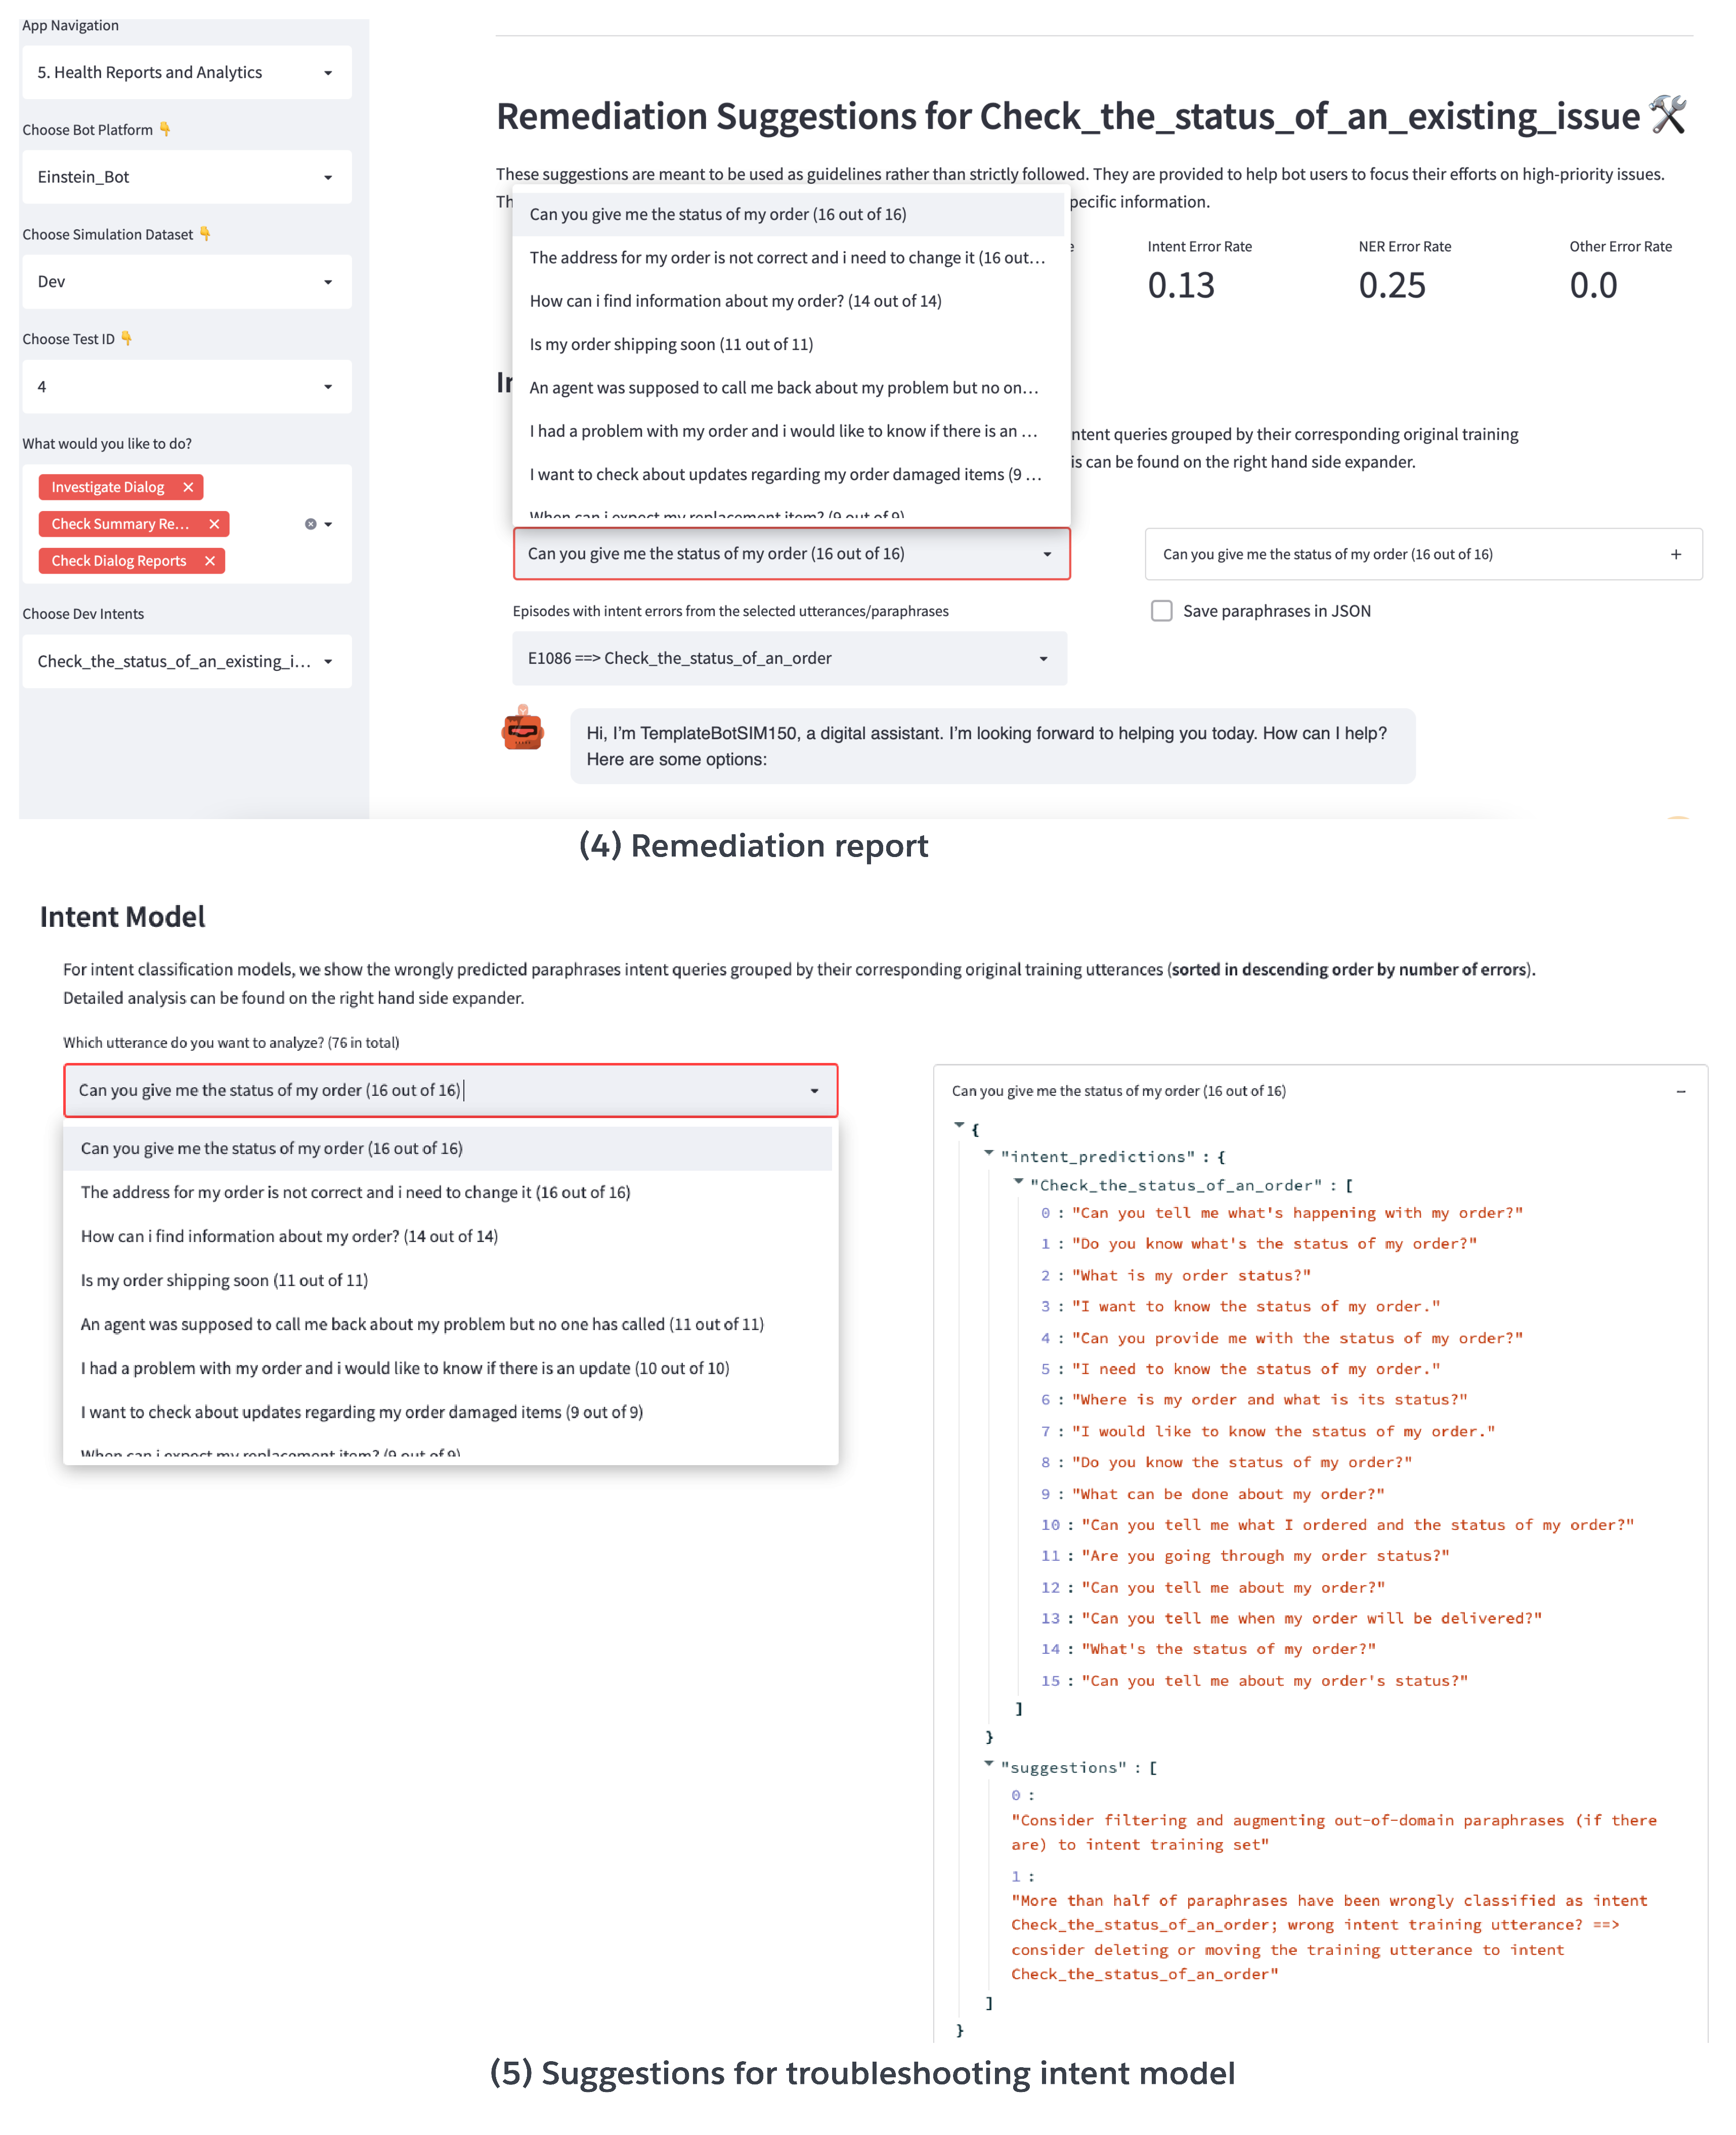 App Navigation
5. Health Reports and Analytics
Choose Bot Platform 👇
Einstein_Bot
Choose Simulation Dataset 👇
Dev
Choose Test ID 👇
4
What would you like to do?
Investigate Dialog
Check Summary Re...
Check Dialog Reports
Choose Dev Intents
Check_the_status_of_an_existing_i...
Remediation Suggestions for Check_the_status_of_an_existing_issue 🛠️
These suggestions are meant to be used as guidelines rather than strictly followed. They are provided to help bot users to focus their efforts on high-priority issues.
Th
pecific information.
Intent Error Rate
NER Error Rate
Other Error Rate
0.13
0.25
0.0
Can you give me the status of my order (16 out of 16)
The address for my order is not correct and i need to change it (16 out...
How can i find information about my order? (14 out of 14)
Is my order shipping soon (11 out of 11)
An agent was supposed to call me back about my problem but no on...
I had a problem with my order and i would like to know if there is an ...
I want to check about updates regarding my order damaged items (9 ...
When can i expect my replacement item? (9 out of 9)
ntent queries grouped by their corresponding original training
is can be found on the right hand side expander.
Can you give me the status of my order (16 out of 16)
Can you give me the status of my order (16 out of 16) +
Episodes with intent errors from the selected utterances/paraphrases
Save paraphrases in JSON
E1086 ==> Check_the_status_of_an_order
Hi, I'm TemplateBotSIM150, a digital assistant. I'm looking forward to helping you today. How can I help?
Here are some options:
(4) Remediation report
Intent Model
For intent classification models, we show the wrongly predicted paraphrases intent queries grouped by their corresponding original training utterances (sorted in descending order by number of errors).
Detailed analysis can be found on the right hand side expander.
Which utterance do you want to analyze? (76 in total)
Can you give me the status of my order (16 out of 16)
Can you give me the status of my order (16 out of 16)
The address for my order is not correct and i need to change it (16 out of 16)
How can i find information about my order? (14 out of 14)
Is my order shipping soon (11 out of 11)
An agent was supposed to call me back about my problem but no one has called (11 out of 11)
I had a problem with my order and i would like to know if there is an update (10 out of 10)
I want to check about updates regarding my order damaged items (9 out of 9)
When can i expect my replacement item? (9 out of 9)
Can you give me the status of my order (16 out of 16) −
{
"intent_predictions" : {
"Check_the_status_of_an_order" : [
0 : "Can you tell me what's happening with my order?"
1 : "Do you know what's the status of my order?"
2 : "What is my order status?"
3 : "I want to know the status of my order."
4 : "Can you provide me with the status of my order?"
5 : "I need to know the status of my order."
6 : "Where is my order and what is its status?"
7 : "I would like to know the status of my order."
8 : "Do you know the status of my order?"
9 : "What can be done about my order?"
10 : "Can you tell me what I ordered and the status of my order?"
11 : "Are you going through my order status?"
12 : "Can you tell me about my order?"
13 : "Can you tell me when my order will be delivered?"
14 : "What's the status of my order?"
15 : "Can you tell me about my order's status?"
]
}
"suggestions" : [
0 :
"Consider filtering and augmenting out-of-domain paraphrases (if there
are) to intent training set"
1 :
"More than half of paraphrases have been wrongly classified as intent
Check_the_status_of_an_order; wrong intent training utterance? ==>
consider deleting or moving the training utterance to intent
Check_the_status_of_an_order"
]
}
(5) Suggestions for troubleshooting intent model